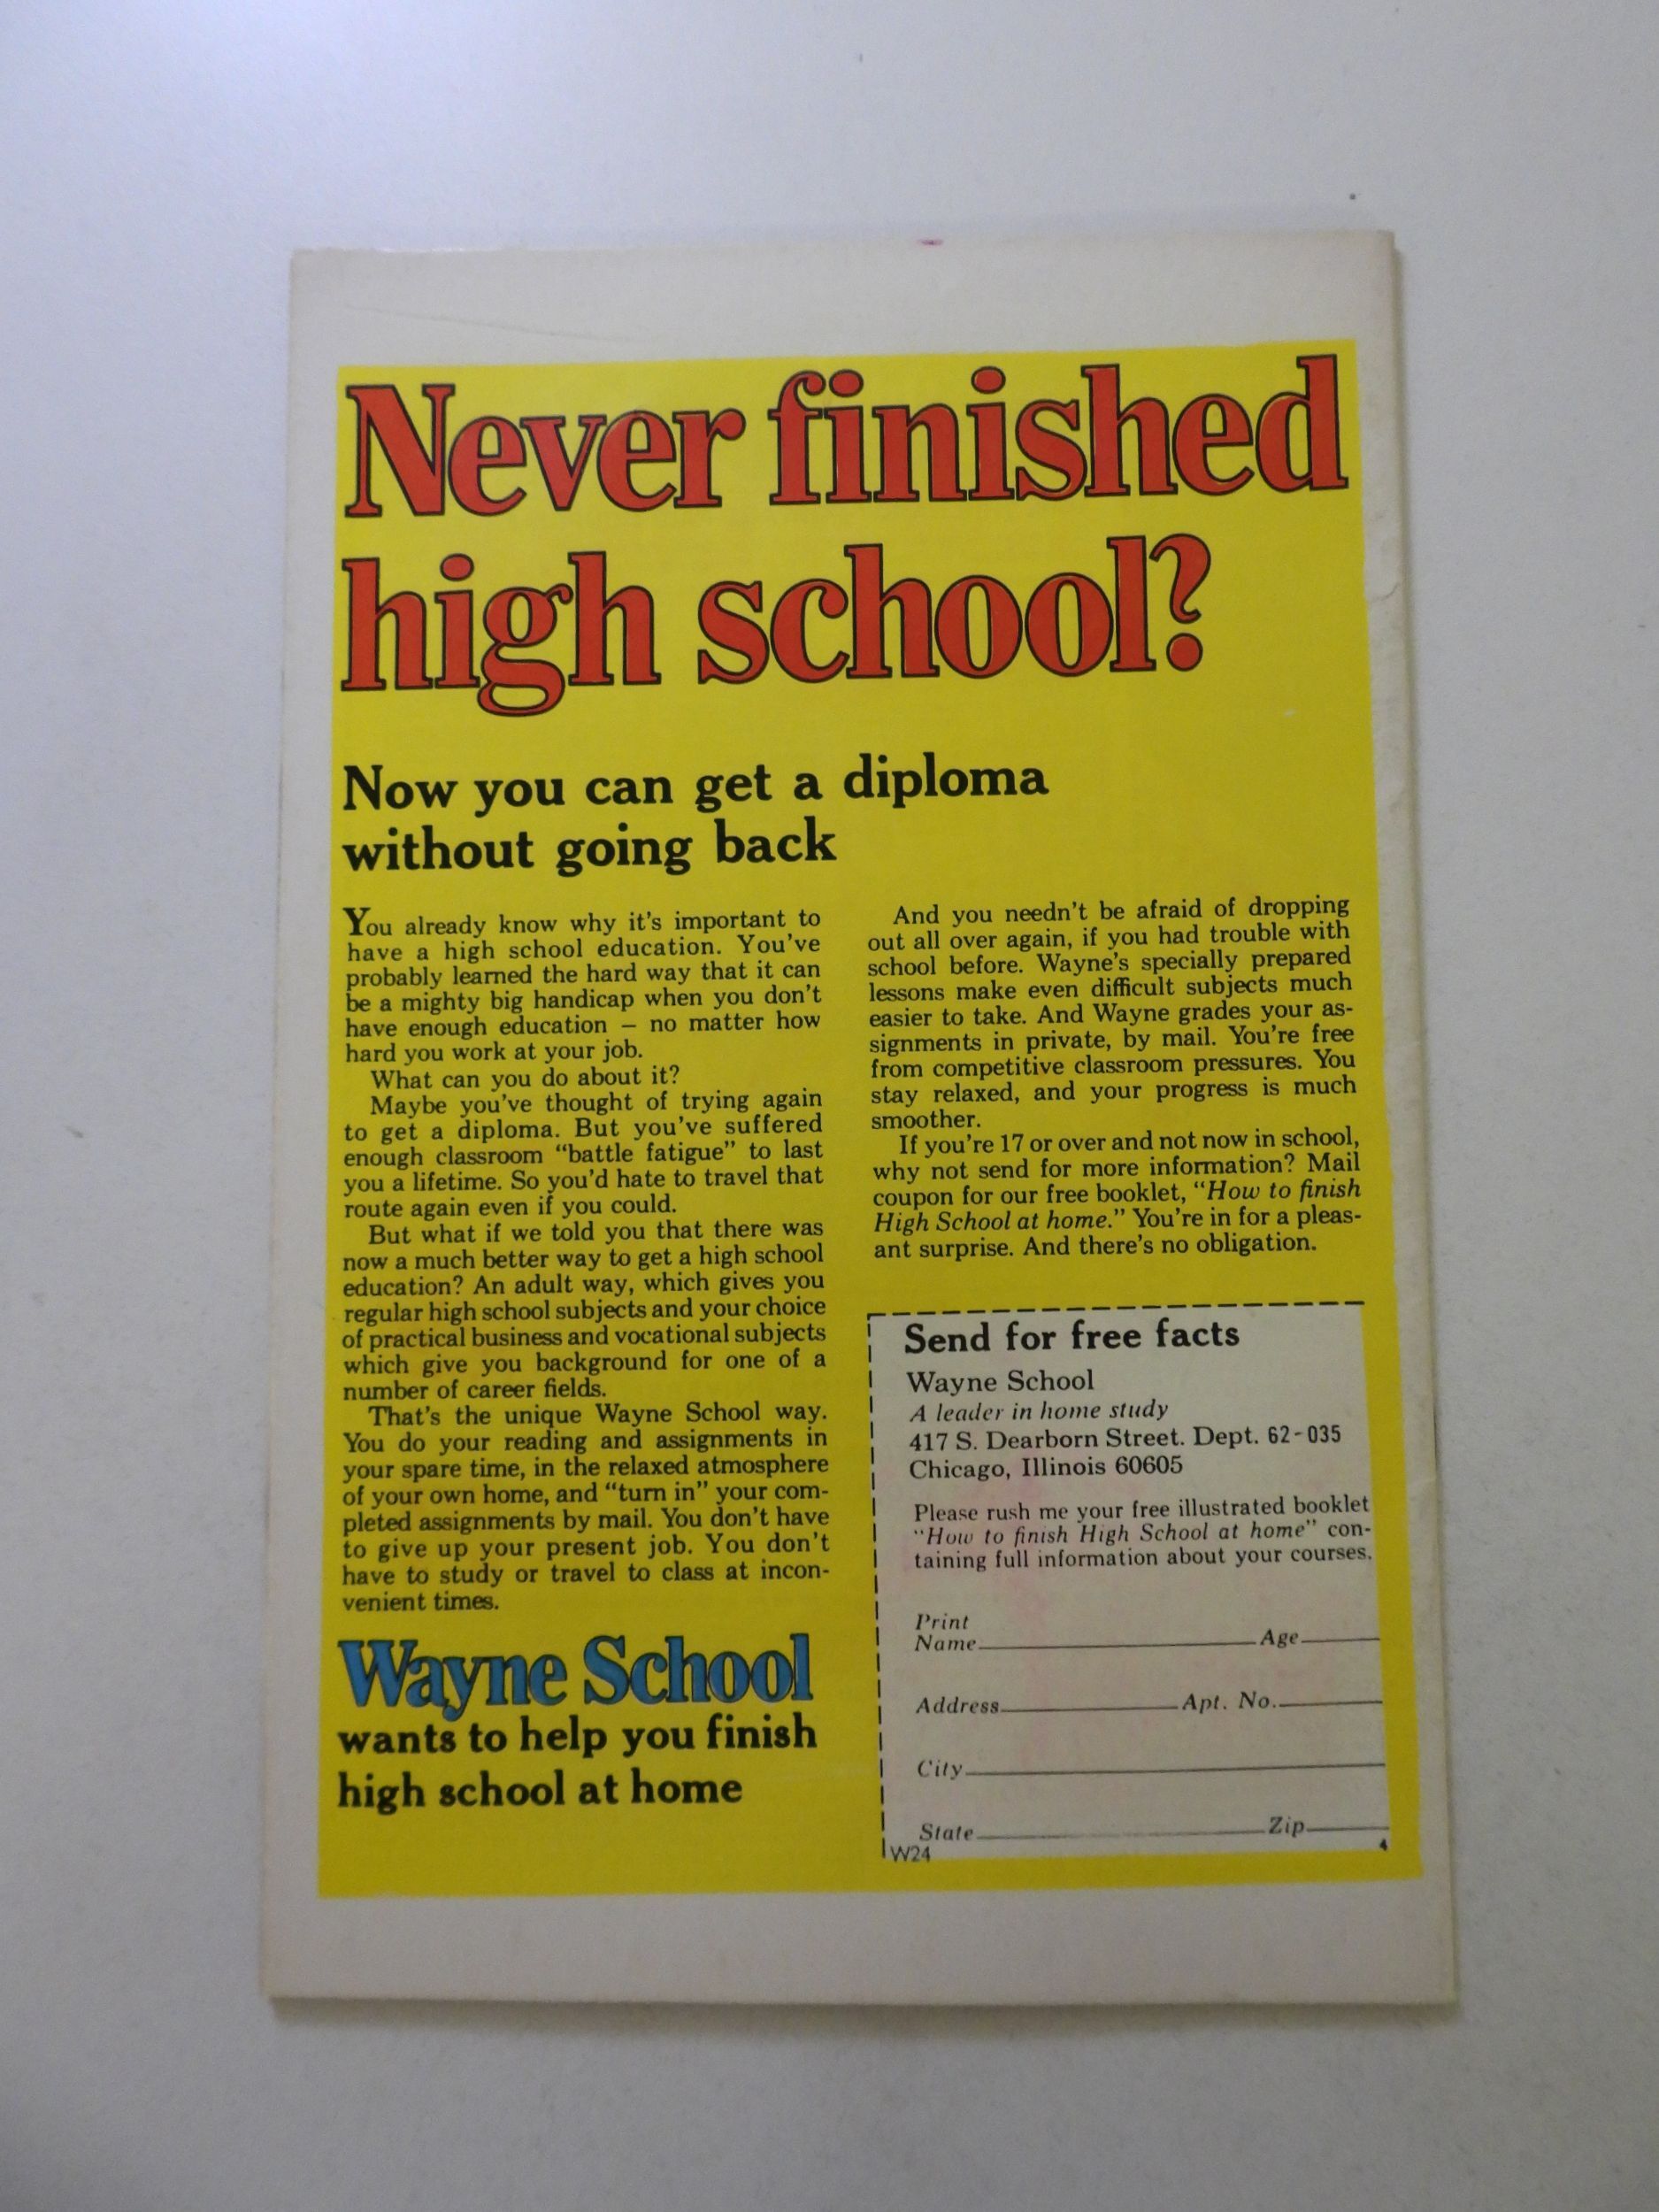 Never finished
high school?
Now you can get a diploma
without going back
You already know why it's important to
have a high school education. You've
probably learned the hard way that it can
be a mighty big handicap when you don't
have enough education – no matter how
hard you work at your job.
What can you do about it?
Maybe you've thought of trying again
to get a diploma. But you've suffered
enough classroom "battle fatigue" to last
you a lifetime. So you'd hate to travel that
route again even if you could.
But what if we told you that there was
now a much better way to get a high school
education? An adult way, which gives you
regular high school subjects and your choice
of practical business and vocational subjects
which give you background for one of a
number of career fields.
That's the unique Wayne School way.
You do your reading and assignments in
your spare time, in the relaxed atmosphere
of your own home, and "turn in" your com-
pleted assignments by mail. You don't have
to give up your present job. You don't
have to study or travel to class at incon-
venient times.
Wayne School
wants to help you finish
high school at home
And you needn't be afraid of dropping
out all over again, if you had trouble with
school before. Wayne's specially prepared
lessons make even difficult subjects much
easier to take. And Wayne grades your as-
signments in private, by mail. You're free
from competitive classroom pressures. You
stay relaxed, and your progress is much
smoother.
If you're 17 or over and not now in school,
why not send for more information? Mail
coupon for our free booklet, "How to finish
High School at home." You're in for a pleas-
ant surprise. And there's no obligation.
Send for free facts
Wayne School
A leader in home study
417 S. Dearborn Street. Dept. 62-035
Chicago, Illinois 60605
Please rush me your free illustrated booklet
"How to finish High School at home" con-
taining full information about your courses.
Print
Name Age
Address Apt. No.
City
State Zip
W24 4